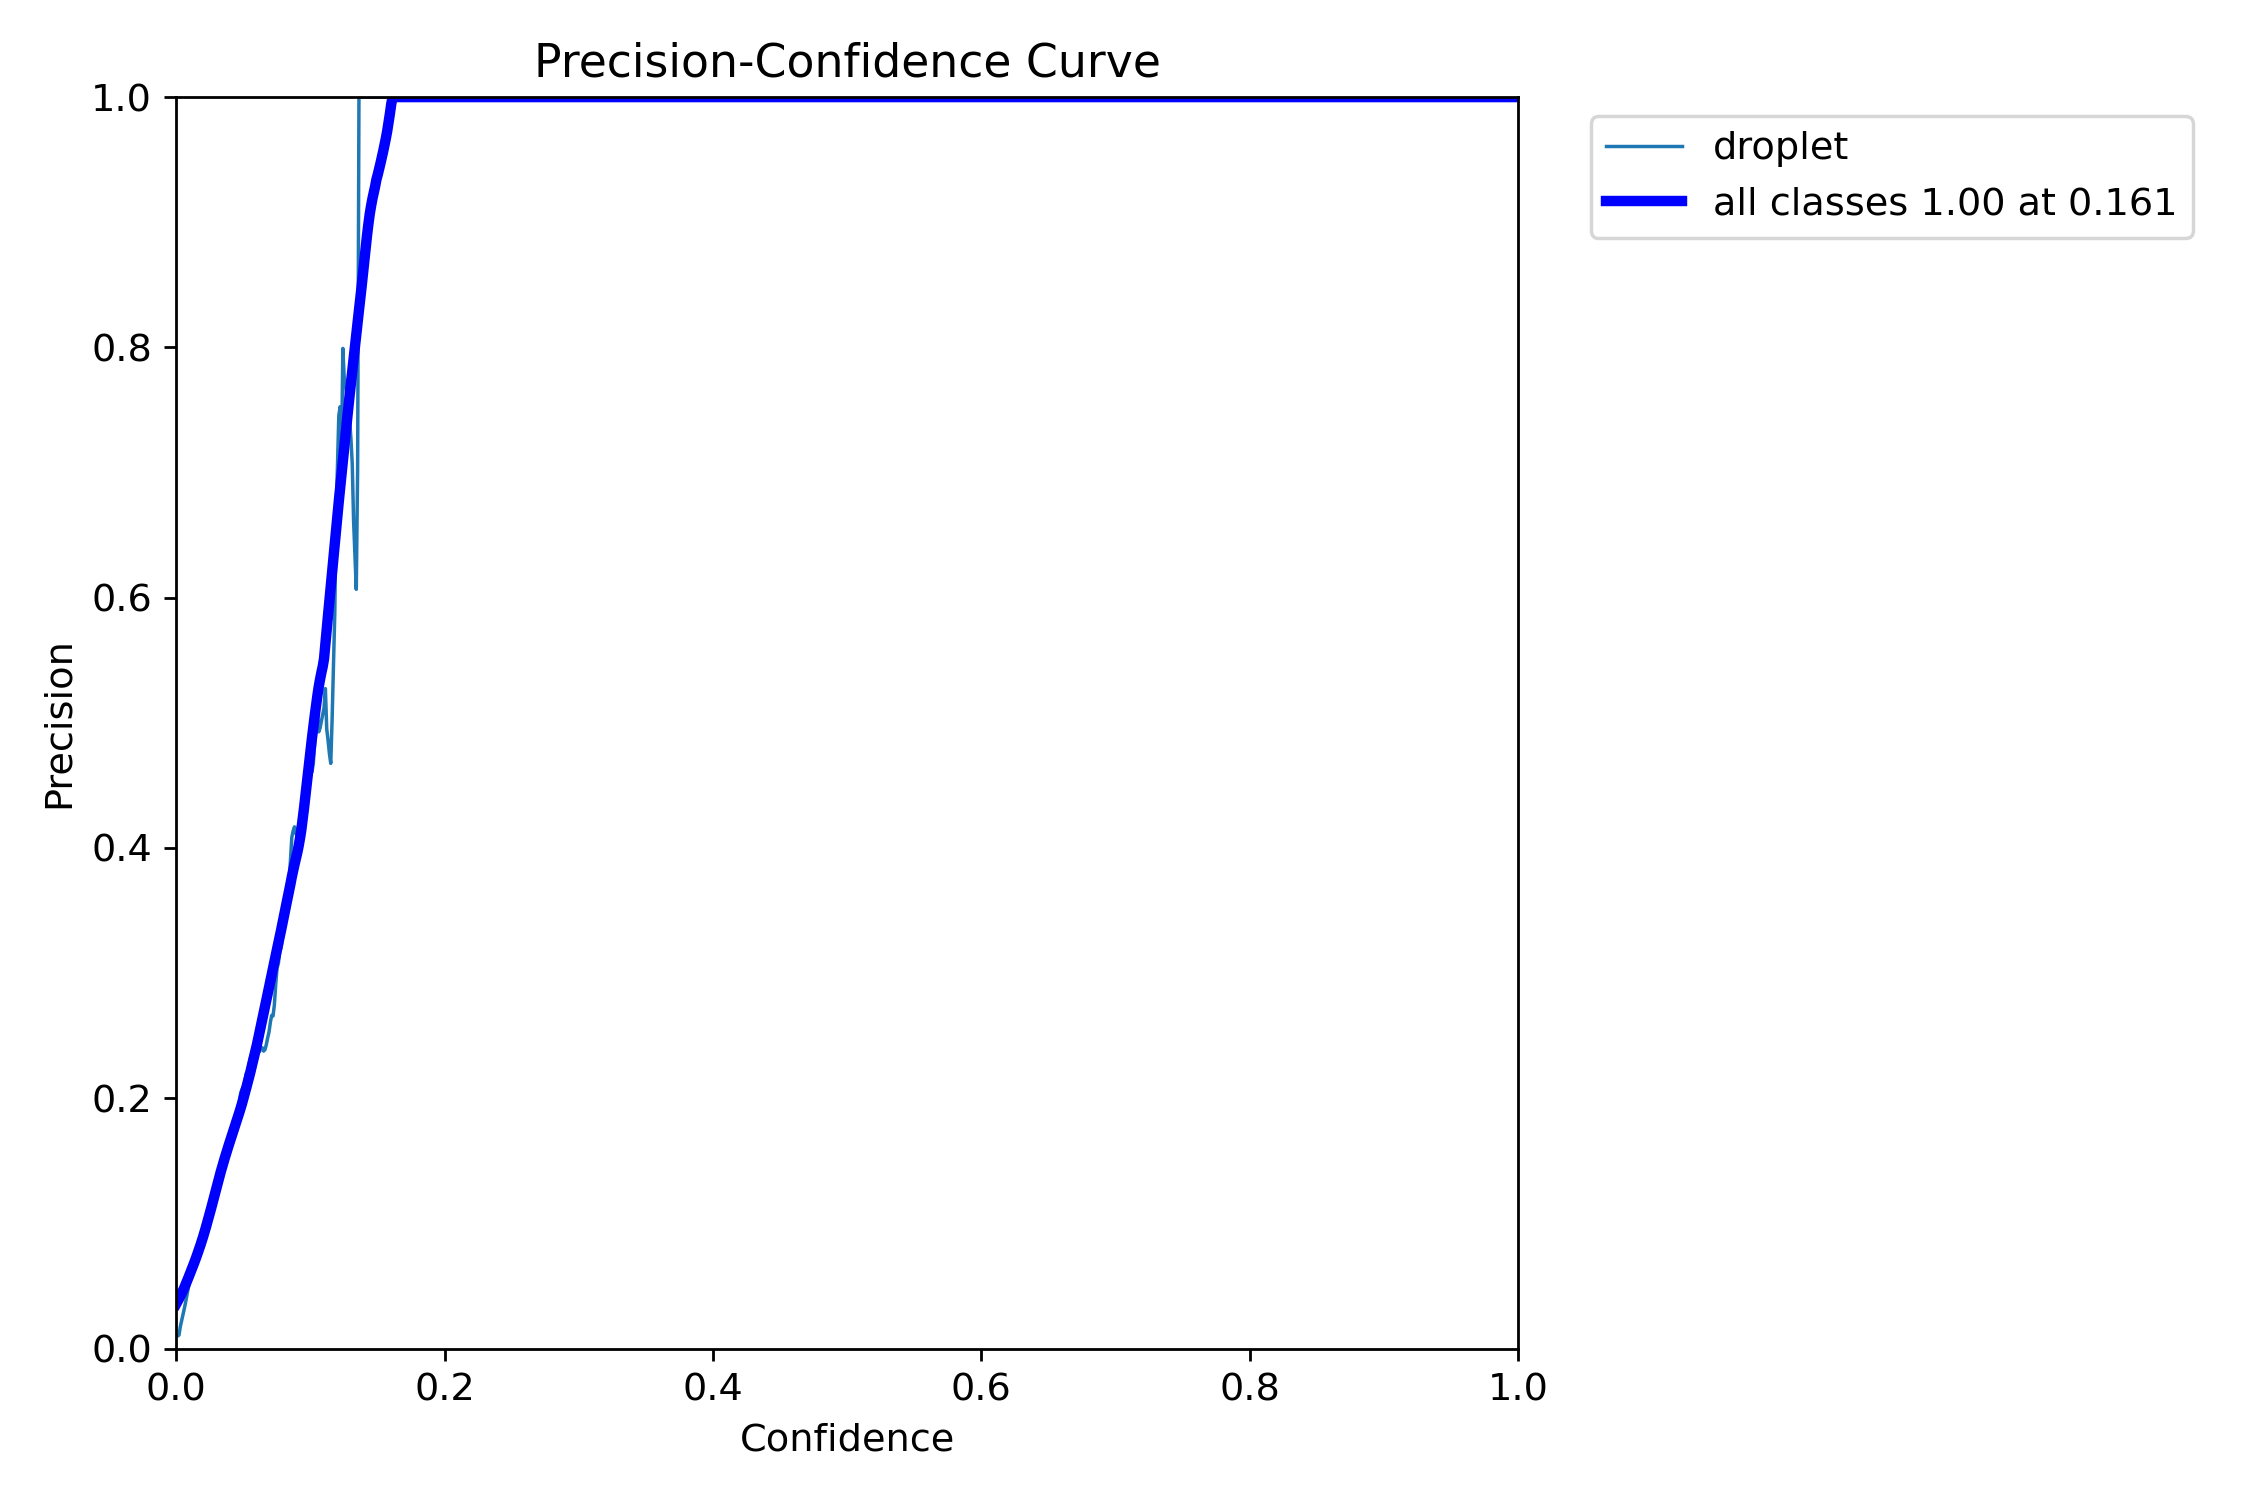 Precision-Confidence Curve
droplet
all classes 1.00 at 0.161
Precision
1.0
0.8
0.6
0.4
0.2
0.0
0.0 0.2 0.4 0.6 0.8 1.0
Confidence